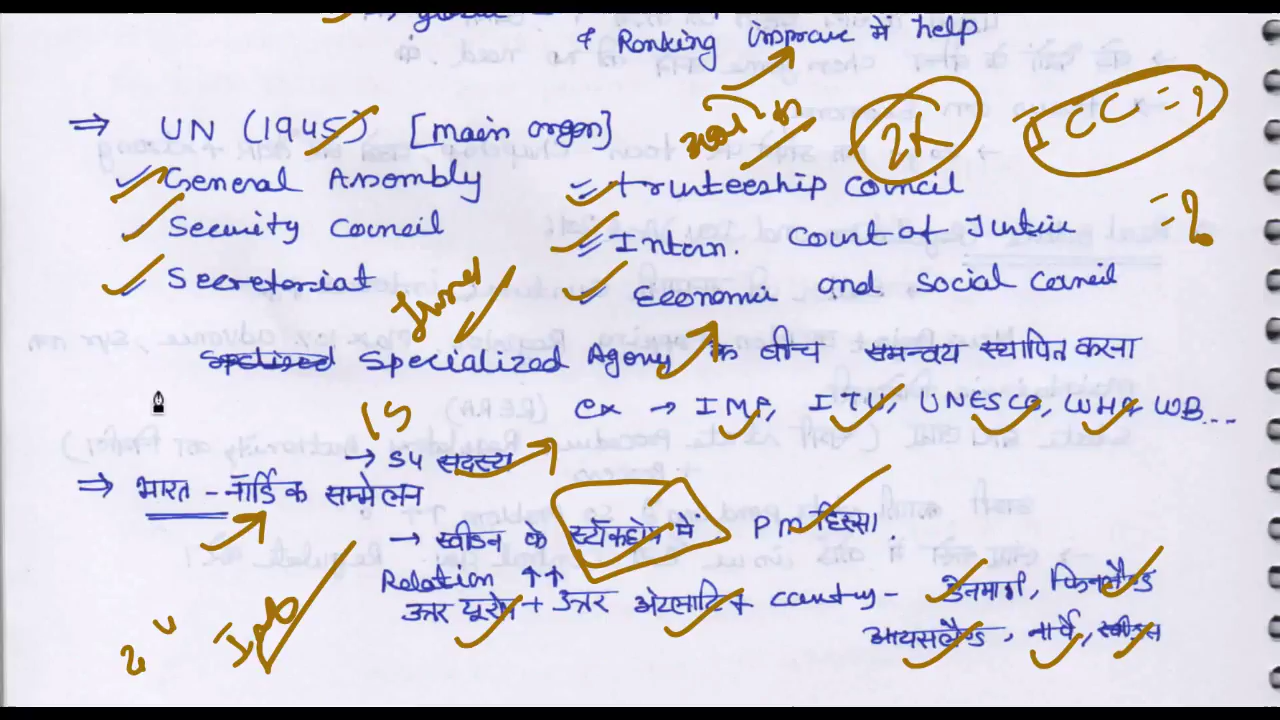 & Ranking improve में help
⇒ UN (1945) [main organ]
General Assembly
Trusteeship Council
Security Council
Intern. Court of Justice
Secretariat
Economic and Social Council
Specialized Agency के बीच समन्वय स्थापित करना
ex → IMF, ITU, UNESCO, WHO, WB...
15
→ 54 सदस्य
⇒ भारत - नॉर्डिक सम्मेलन
→ स्वीडन के स्टॉकहोम में PM हिस्सा
Relation ↑↑
उत्तर यूरोप + उत्तर अटलांटिक country - डेनमार्क, फिनलैण्ड
आयसलैण्ड, नार्वे, स्वीडन
2K